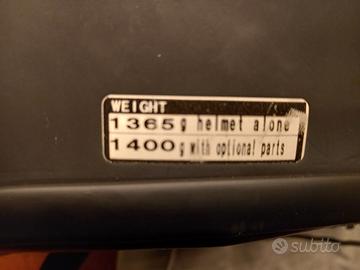 WEIGHT
1365g helmet alone
1400g with optional parts
subito